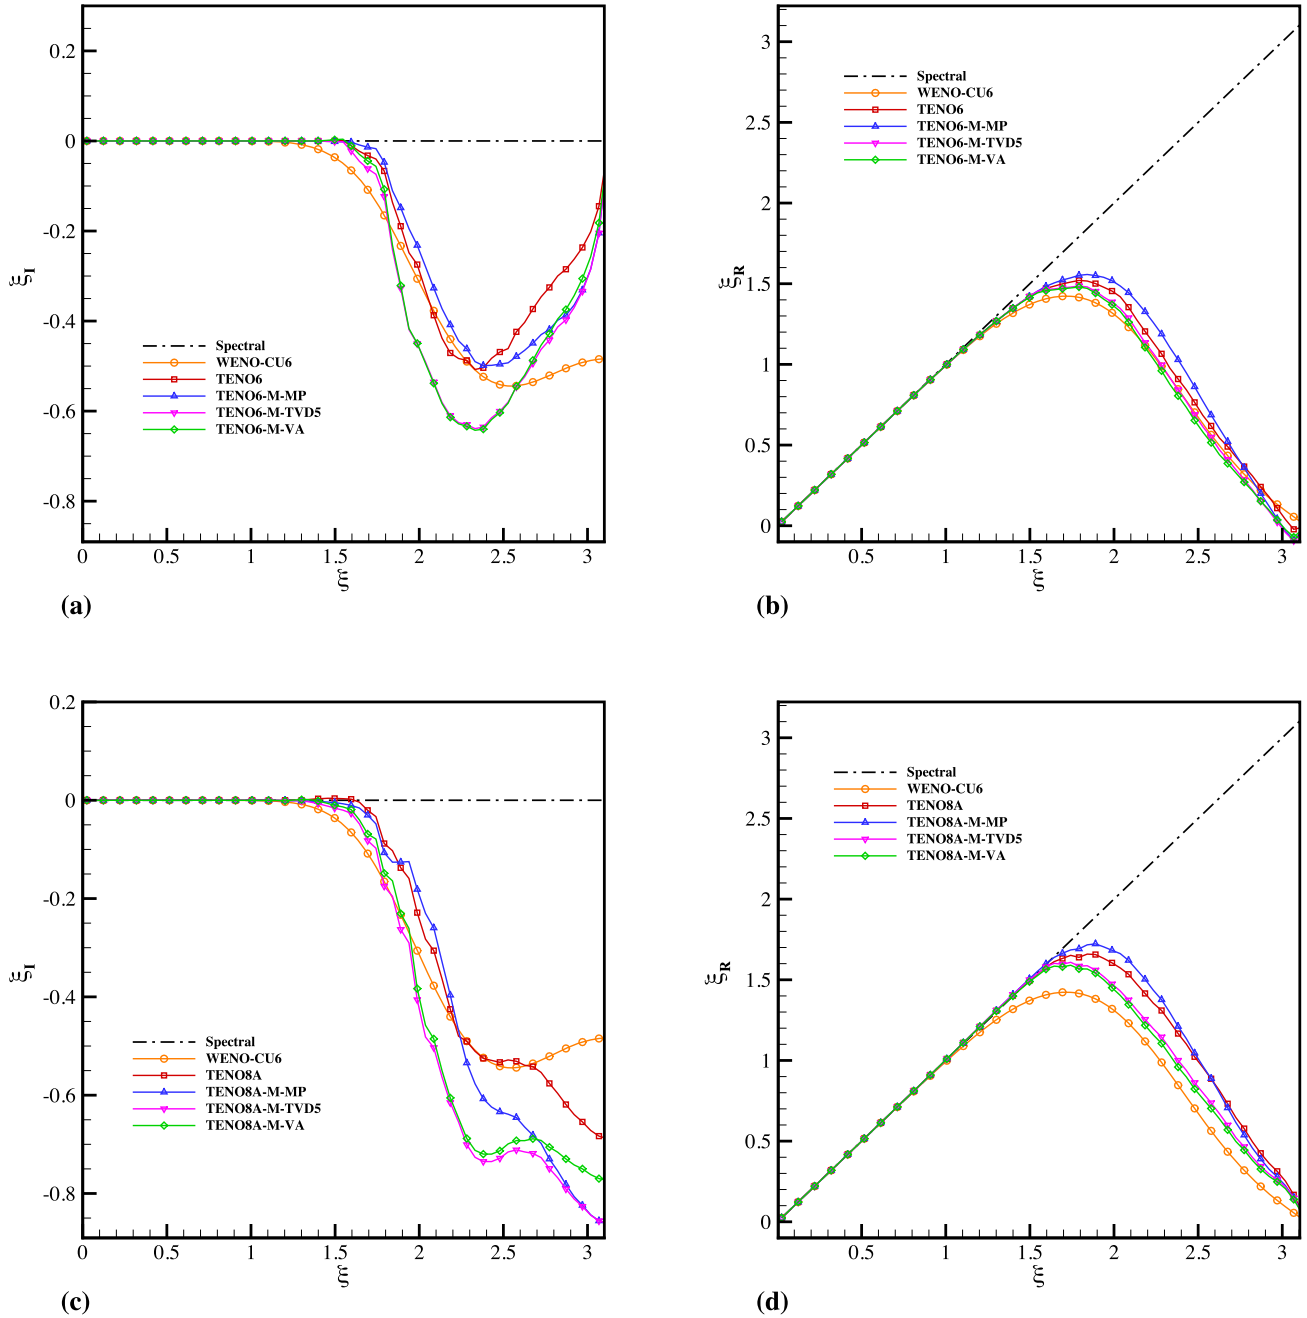 0.2
0
-0.2
-0.4
-0.6
-0.8
ξI
Spectral
WENO-CU6
TENO6
TENO6-M-MP
TENO6-M-TVD5
TENO6-M-VA
0 0.5 1 1.5 2 2.5 3
ξ
(a)
3
2.5
2
1.5
1
0.5
0
ξR
Spectral
WENO-CU6
TENO6
TENO6-M-MP
TENO6-M-TVD5
TENO6-M-VA
0.5 1 1.5 2 2.5 3
ξ
(b)
0.2
0
-0.2
-0.4
-0.6
-0.8
ξI
Spectral
WENO-CU6
TENO8A
TENO8A-M-MP
TENO8A-M-TVD5
TENO8A-M-VA
0 0.5 1 1.5 2 2.5 3
ξ
(c)
3
2.5
2
1.5
1
0.5
0
ξR
Spectral
WENO-CU6
TENO8A
TENO8A-M-MP
TENO8A-M-TVD5
TENO8A-M-VA
0.5 1 1.5 2 2.5 3
ξ
(d)